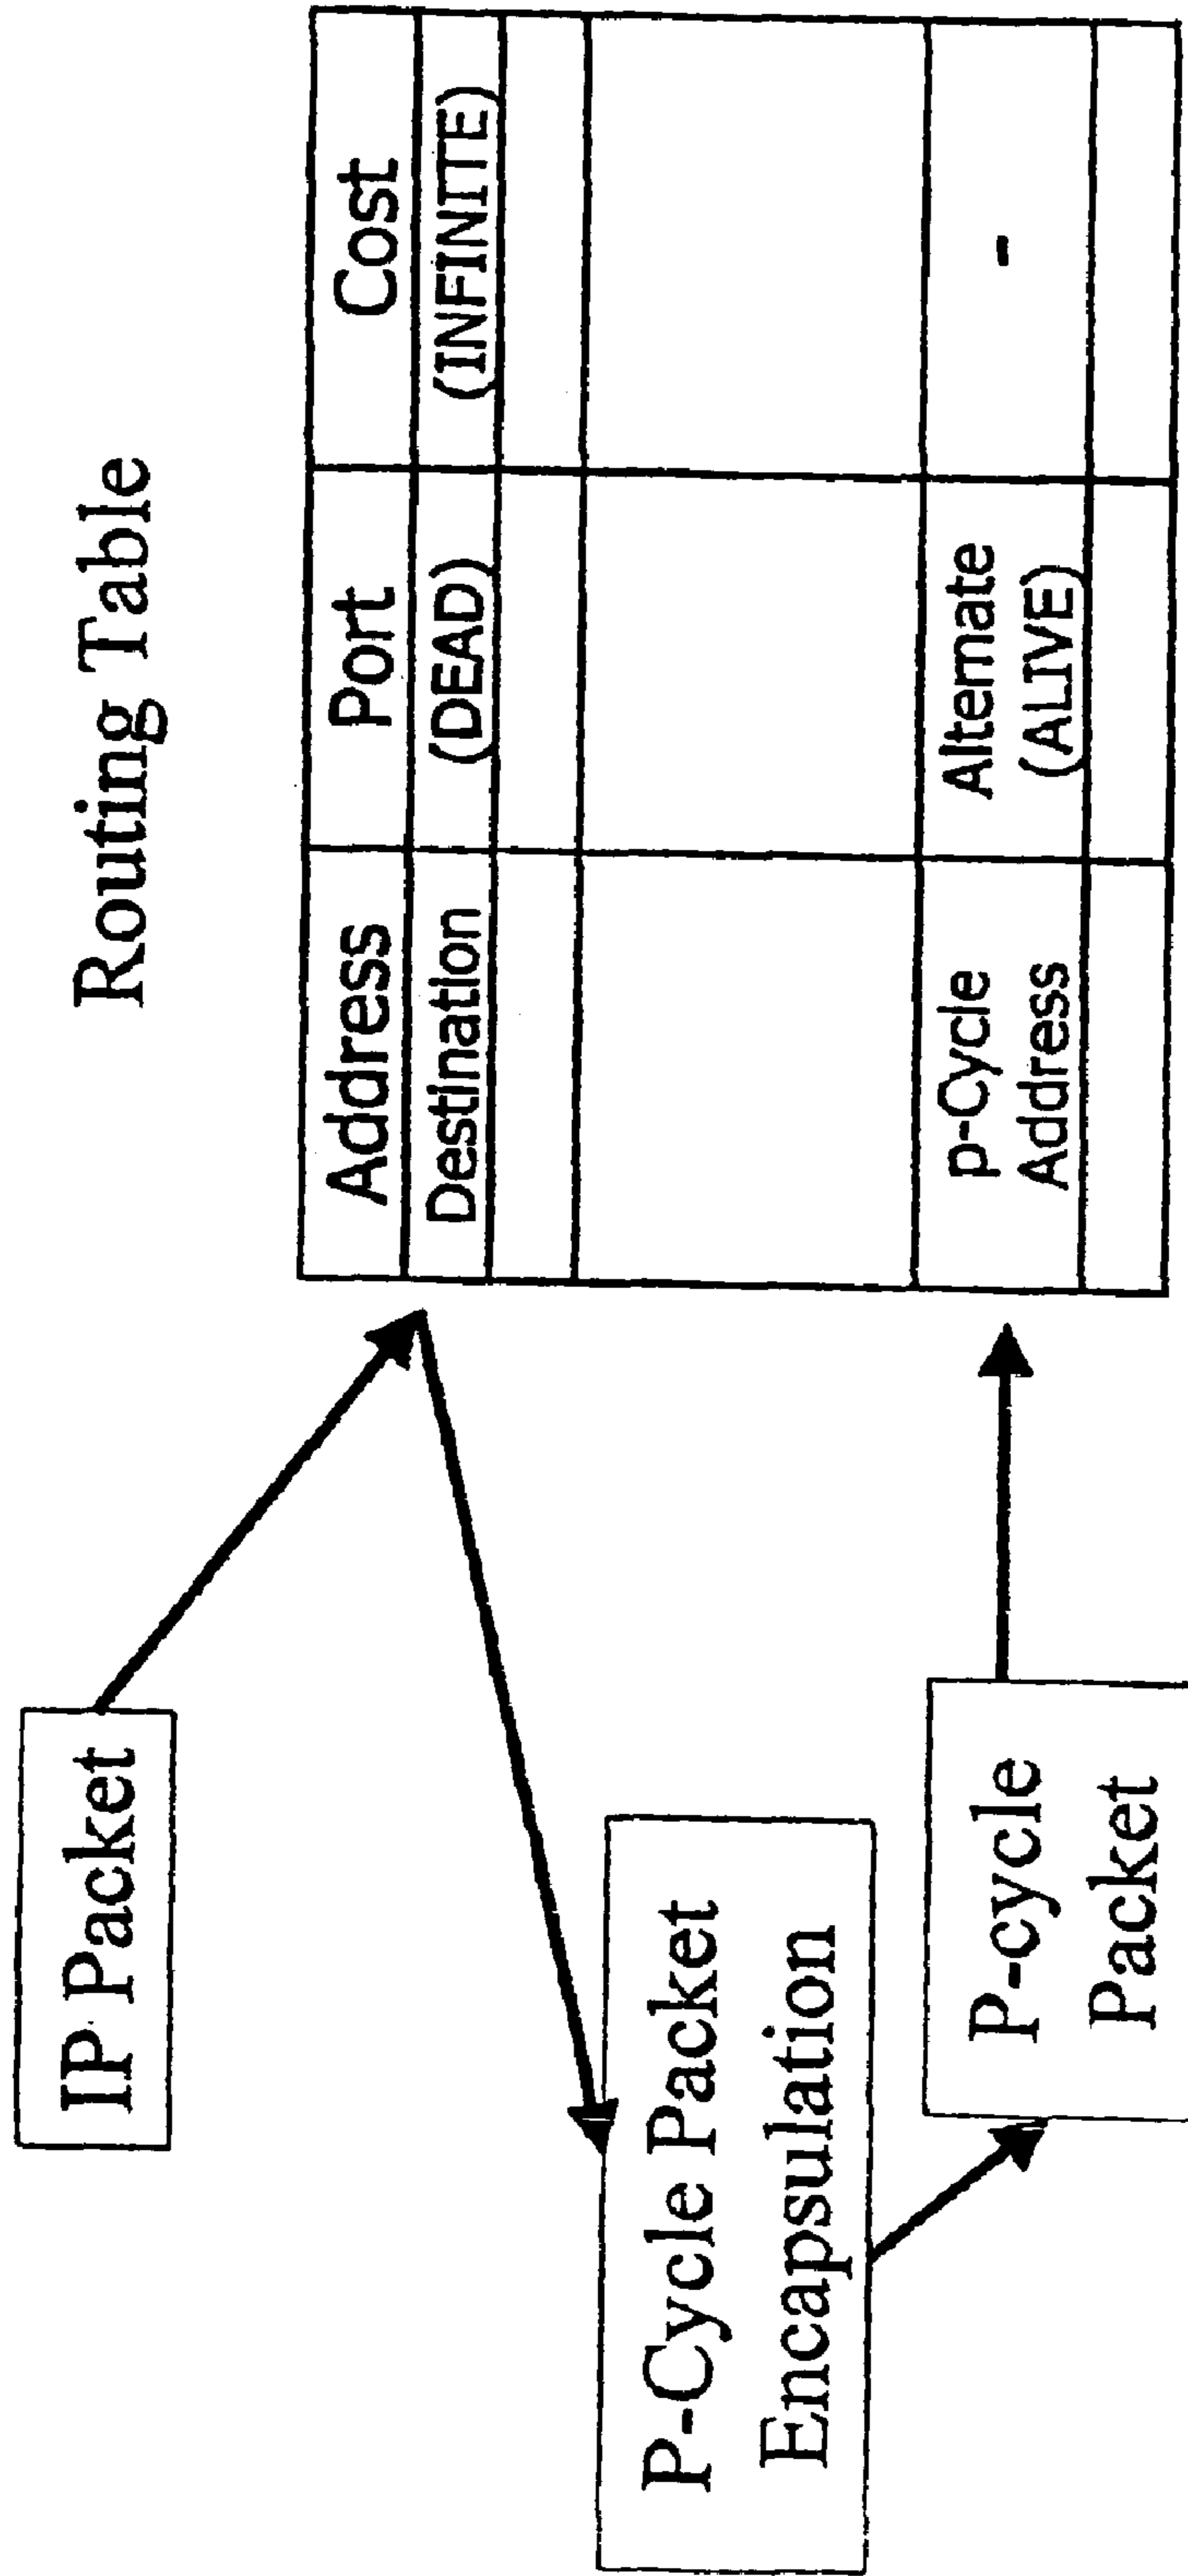 Routing Table
IP Packet
Address Port Cost
Destination (DEAD) (INFINITE)
P-Cycle Packet
Encapsulation
P-cycle
Packet
p-Cycle
Address
Alternate
(ALIVE)
-